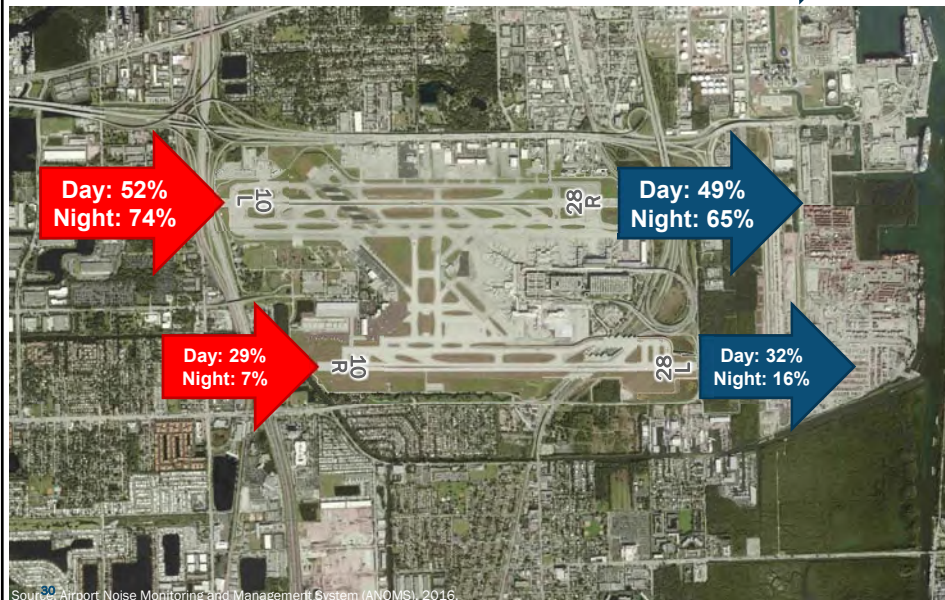 Day: 52%
Night: 74%
10
L
28
R
Day: 49%
Night: 65%
Day: 29%
Night: 7%
10
R
28
L
Day: 32%
Night: 16%
30
Source: Airport Noise Monitoring and Management System (ANOMS), 2016.